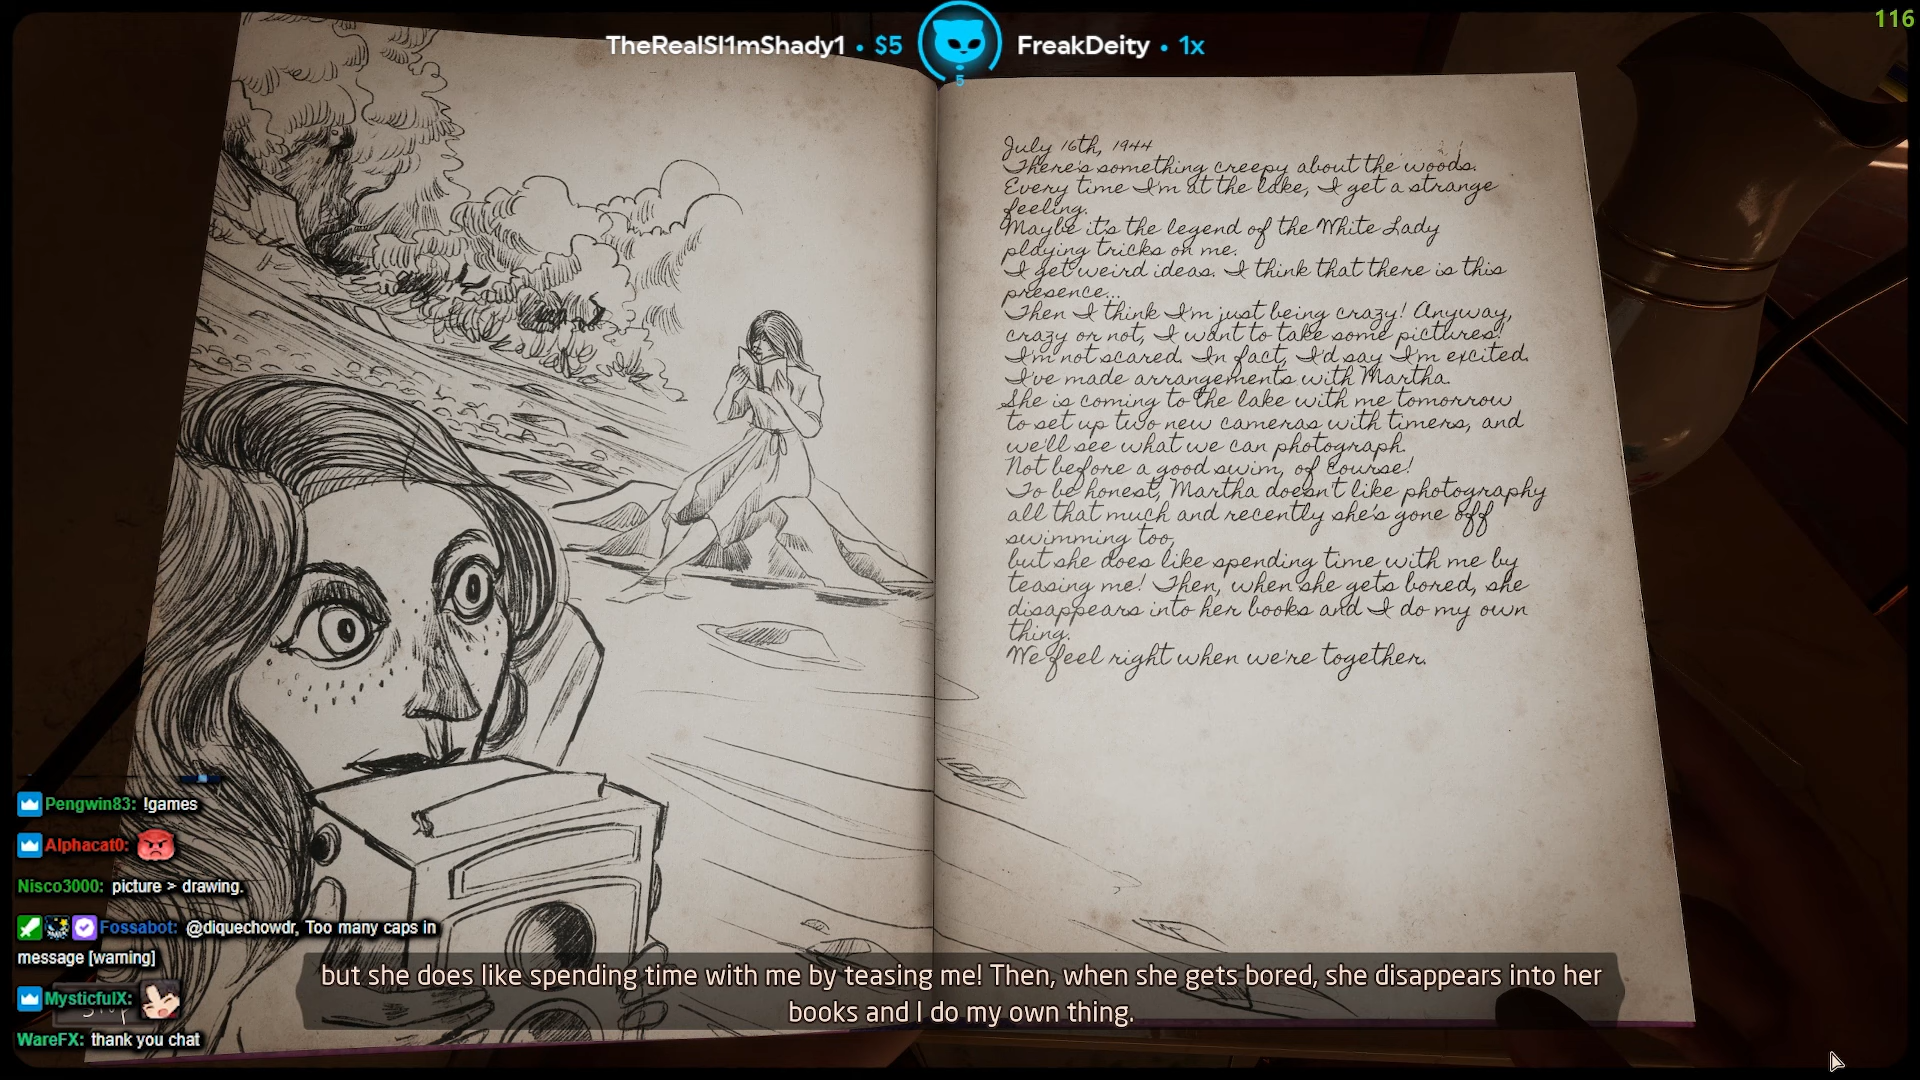 116
TheRealSl1mShady1 • $5
FreakDeity • 1x
5
July 16th, 1944
There's something creepy about the woods.
Every time I'm at the lake, I get a strange
feeling.
Maybe it's the legend of the White Lady
playing tricks on me.
I get weird ideas. I think that there is this
presence...
Then I think I'm just being crazy! Anyway,
crazy or not, I want to take some pictures!
I'm not scared. In fact, I'd say I'm excited.
I've made arrangements with Martha.
She is coming to the lake with me tomorrow
to set up two new cameras with timers, and
we'll see what we can photograph.
Not before a good swim, of course!
To be honest, Martha doesn't like photography
all that much and recently she's gone off
swimming too,
but she does like spending time with me by
teasing me! Then, when she gets bored, she
disappears into her books and I do my own
thing.
We feel right when we're together.
Pengwin83: !games
Alphacat0:
Nisco3000: picture > drawing.
Fossabot: @diquechowdr, Too many caps in
message [warning]
MysticfulX:
Stop
WareFX: thank you chat
but she does like spending time with me by teasing me! Then, when she gets bored, she disappears into her
books and I do my own thing.